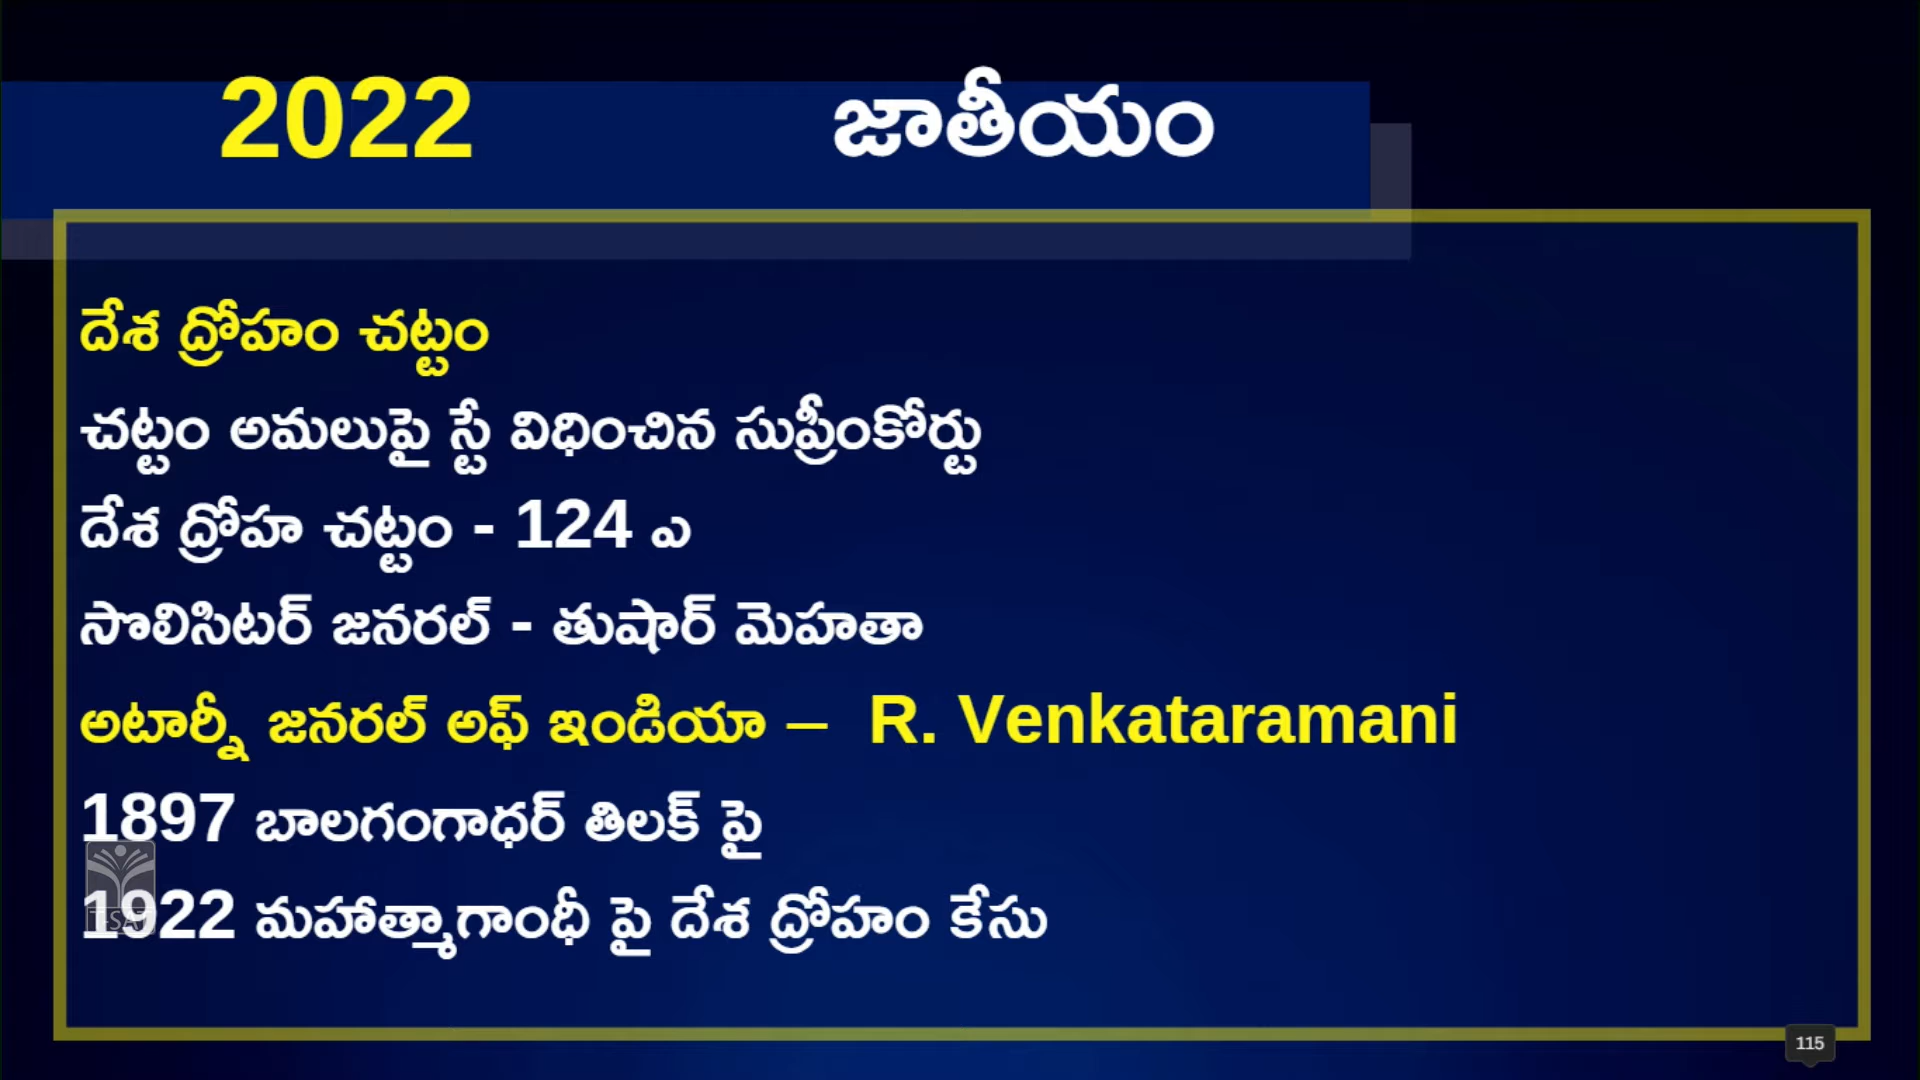 2022 జాతీయం
దేశ ద్రోహం చట్టం
చట్టం అమలుపై స్టే విధించిన సుప్రీంకోర్టు
దేశ ద్రోహ చట్టం - 124 ఎ
సొలిసిటర్ జనరల్ - తుషార్ మెహతా
అటార్నీ జనరల్ అఫ్ ఇండియా – R. Venkataramani
1897 బాలగంగాధర్ తిలక్ పై
1922 మహాత్మాగాంధీ పై దేశ ద్రోహం కేసు
T-SAT
115